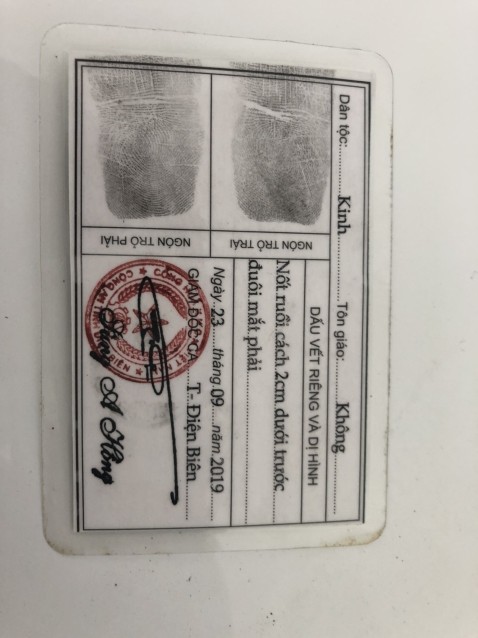 Dân tộc: Kinh Tôn giáo: Không
NGÓN TRỎ TRÁI
NGÓN TRỎ PHẢI
DẤU VẾT RIÊNG VÀ DỊ HÌNH
Nốt ruồi cách 2cm dưới trước
đuôi mắt phải
Ngày 23 tháng 09 năm 2019
GIÁM ĐỐC CA T- Điện Biên
Sùng A Hồng